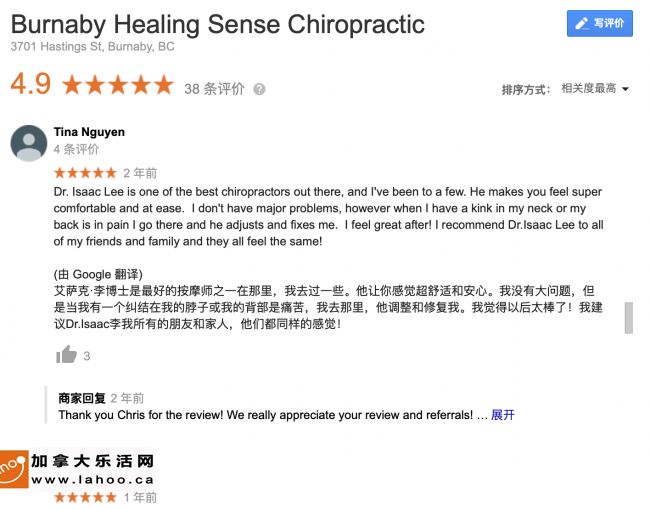 Burnaby Healing Sense Chiropractic
写评价
3701 Hastings St, Burnaby, BC
4.9 ★★★★★ 38 条评价 ?
排序方式： 相关度最高
Tina Nguyen
4 条评价
★★★★★ 2 年前
Dr. Isaac Lee is one of the best chiropractors out there, and I've been to a few. He makes you feel super
comfortable and at ease.  I don't have major problems, however when I have a kink in my neck or my
back is in pain I go there and he adjusts and fixes me.  I feel great after! I recommend Dr.Isaac Lee to all
of my friends and family and they all feel the same!
(由 Google 翻译)
艾萨克·李博士是最好的按摩师之一在那里，我去过一些。他让你感觉超舒适和安心。我没有大问题，但
是当我有一个纠结在我的脖子或我的背部是痛苦，我去那里，他调整和修复我。我觉得以后太棒了！我建
议Dr.Isaac李我所有的朋友和家人，他们都同样的感觉！
3
商家回复 2 年前
Thank you Chris for the review! We really appreciate your review and referrals! … 展开
加拿大乐活网
www.lahoo.ca
★★★★★ 1 年前